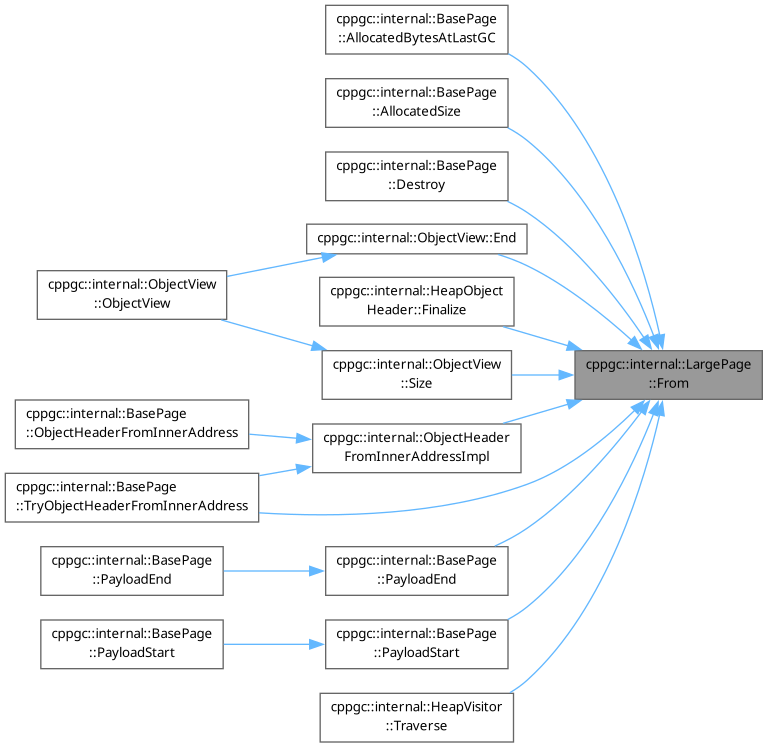 cppgc::internal::BasePage
::AllocatedBytesAtLastGC
cppgc::internal::BasePage
::AllocatedSize
cppgc::internal::BasePage
::Destroy
cppgc::internal::ObjectView::End
cppgc::internal::ObjectView
::ObjectView
cppgc::internal::HeapObject
Header::Finalize
cppgc::internal::ObjectView
::Size
cppgc::internal::LargePage
::From
cppgc::internal::BasePage
::ObjectHeaderFromInnerAddress
cppgc::internal::ObjectHeader
FromInnerAddressImpl
cppgc::internal::BasePage
::TryObjectHeaderFromInnerAddress
cppgc::internal::BasePage
::PayloadEnd
cppgc::internal::BasePage
::PayloadEnd
cppgc::internal::BasePage
::PayloadStart
cppgc::internal::BasePage
::PayloadStart
cppgc::internal::HeapVisitor
::Traverse